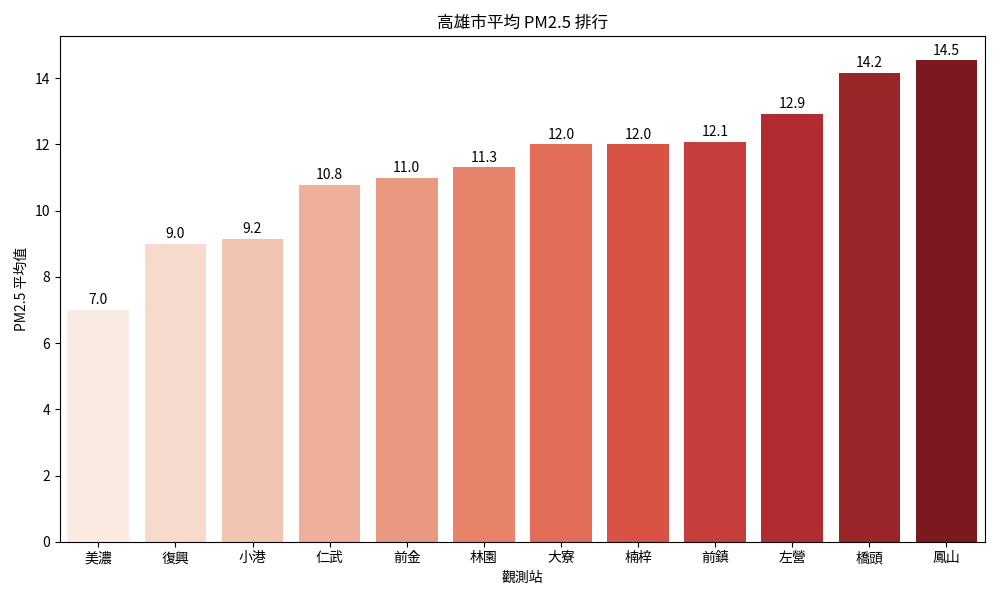 高雄市平均 PM2.5 排行
PM2.5 平均值
14
12
10
8
6
4
2
0
7.0
9.0
9.2
10.8
11.0
11.3
12.0
12.0
12.1
12.9
14.2
14.5
美濃
復興
小港
仁武
前金
林園
大寮
楠梓
前鎮
左營
橋頭
鳳山
觀測站